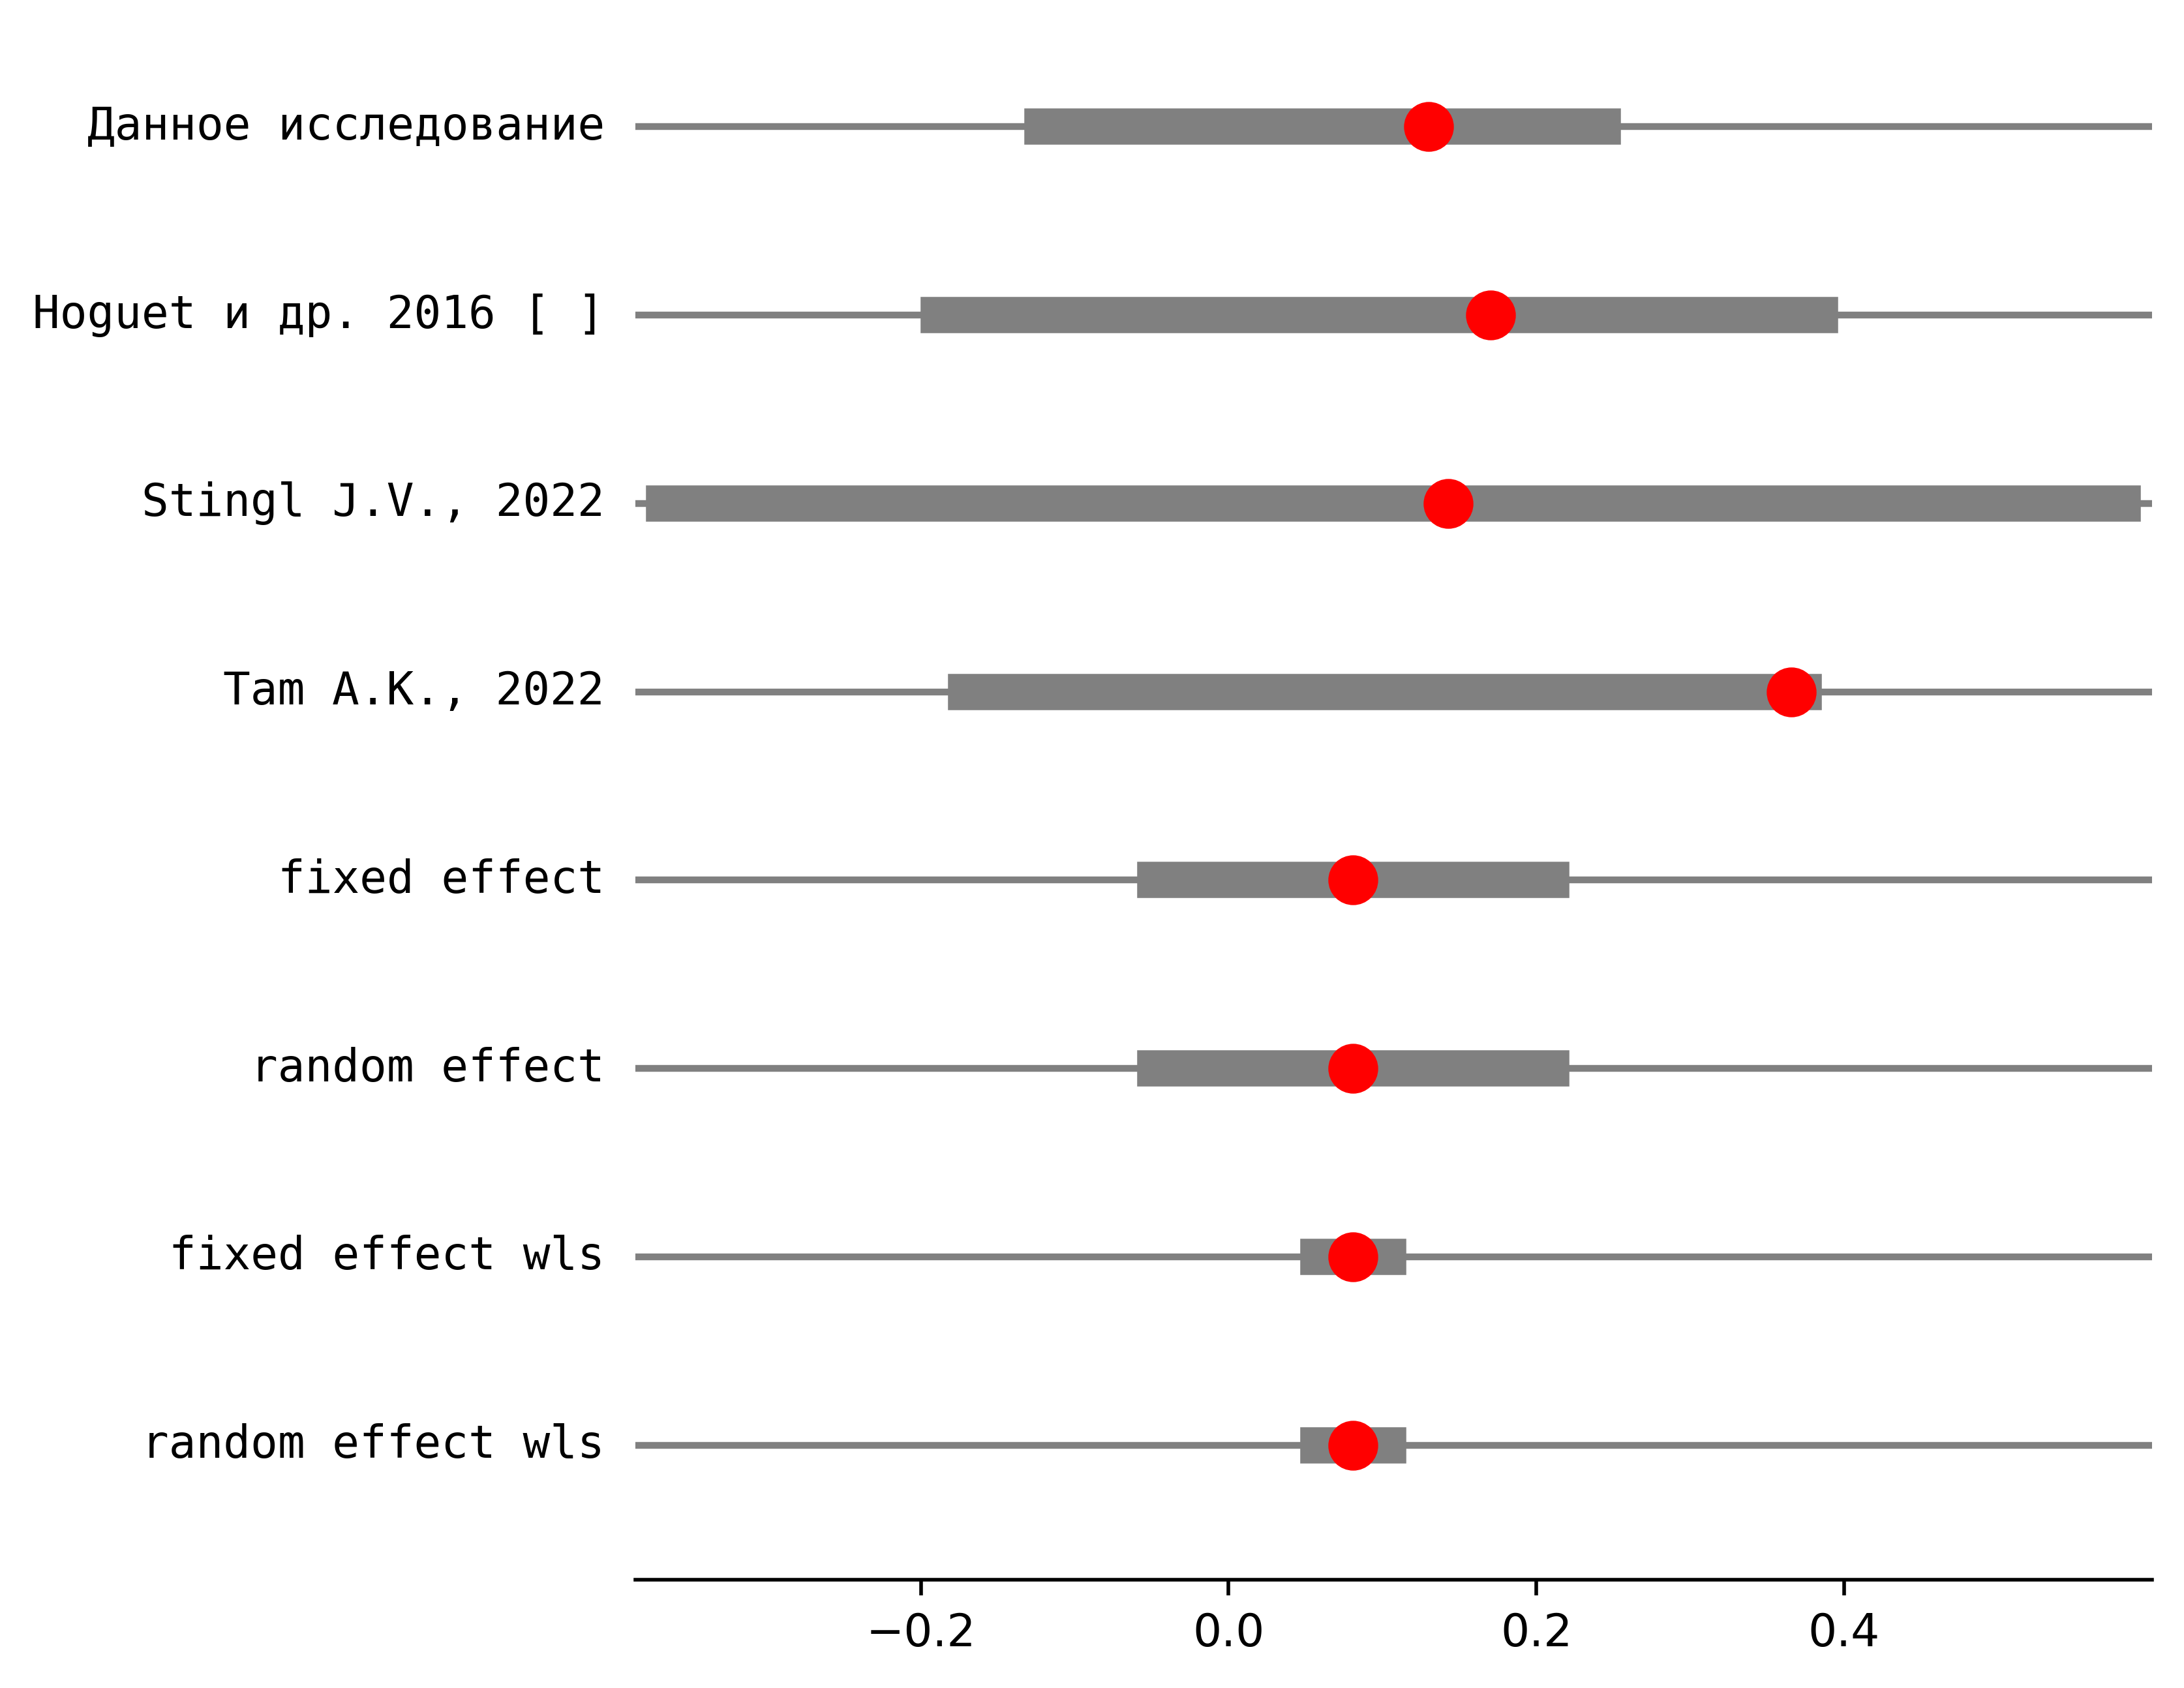 Данное исследование
Hoguet и др. 2016 [ ]
Stingl J.V., 2022
Tam A.K., 2022
fixed effect
random effect
fixed effect wls
random effect wls
−0.2 0.0 0.2 0.4